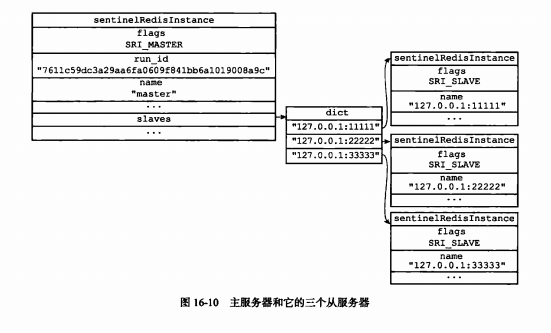 sentinelRedisInstance
flags
SRI_MASTER
run_id
"7611c59dc3a29aa6fa0609f841bb6a1019008a9c"
name
"master"
...
slaves
...
dict
"127.0.0.1:11111"
"127.0.0.1:22222"
"127.0.0.1:33333"
sentinelRedisInstance
flags
SRI_SLAVE
name
"127.0.0.1:11111"
...
sentinelRedisInstance
flags
SRI_SLAVE
name
"127.0.0.1:22222"
...
sentinelRedisInstance
flags
SRI_SLAVE
name
"127.0.0.1:33333"
...
图 16-10 主服务器和它的三个从服务器